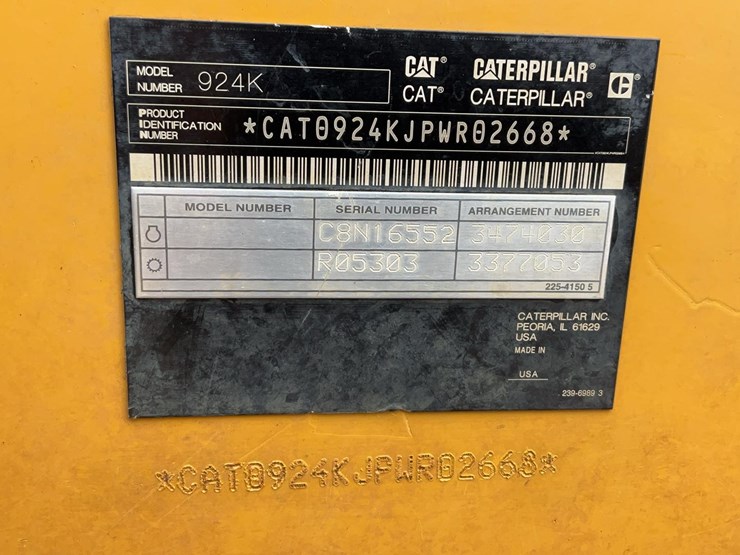 MODEL NUMBER 924K
CAT® CATERPILLAR®
CAT® CATERPILLAR®
PRODUCT IDENTIFICATION NUMBER *CAT0924KJPWR02668*
MODEL NUMBER SERIAL NUMBER ARRANGEMENT NUMBER
C8N16552 3474030
R05303 3377053
225-4150 5
CATERPILLAR INC.
PEORIA, IL 61629
USA
MADE IN
USA
239-6989 3
*CAT0924KJPWR02668*